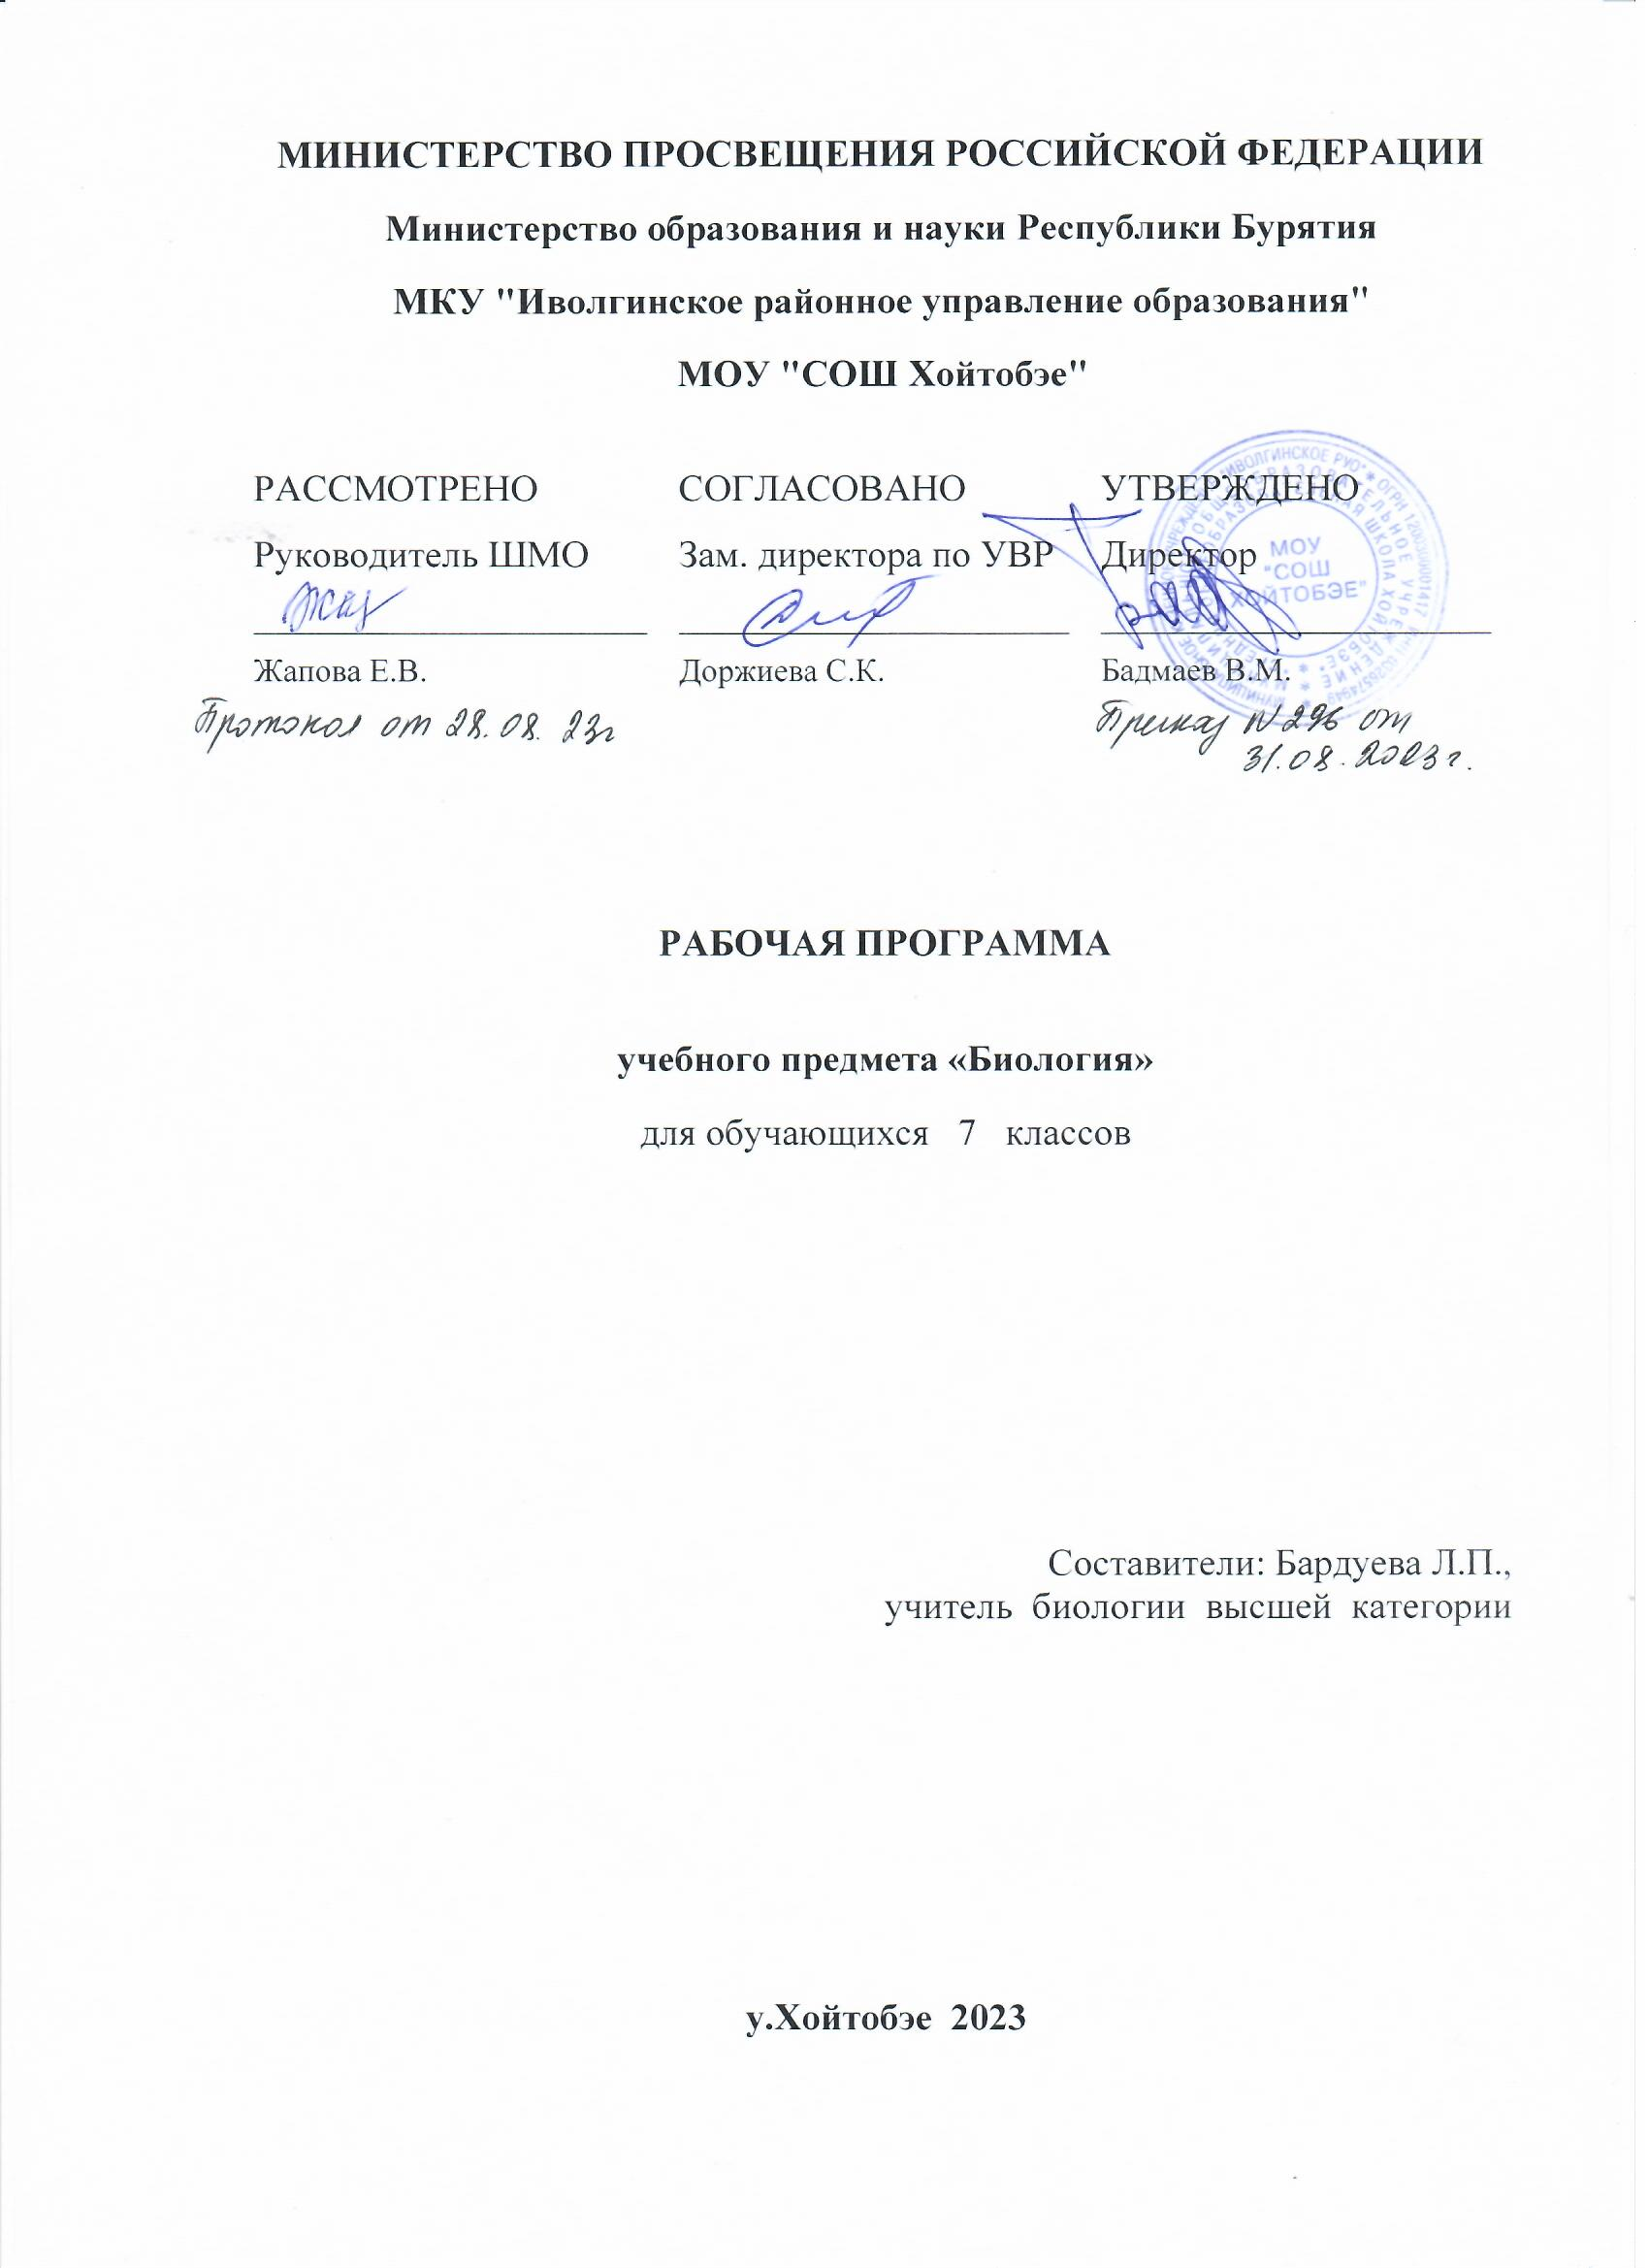 МИНИСТЕРСТВО ПРОСВЕЩЕНИЯ РОССИЙСКОЙ ФЕДЕРАЦИИ
Министерство образования и науки Республики Бурятия
МКУ "Иволгинское районное управление образования"
МОУ "СОШ Хойтобэе"
РАССМОТРЕНО
Руководитель ШМО
Жапова Е.В.
Протокол от 28.08. 23г
СОГЛАСОВАНО
Зам. директора по УВР
Доржиева С.К.
УТВЕРЖДЕНО
Директор
Бадмаев В.М.
Приказ №296 от
31.08.2023г.
МОУ
"СОШ
ХОЙТОБЭЕ"
РАБОЧАЯ ПРОГРАММА
учебного предмета «Биология»
для обучающихся 7 классов
Составители: Бардуева Л.П.,
учитель биологии высшей категории
у.Хойтобэе 2023